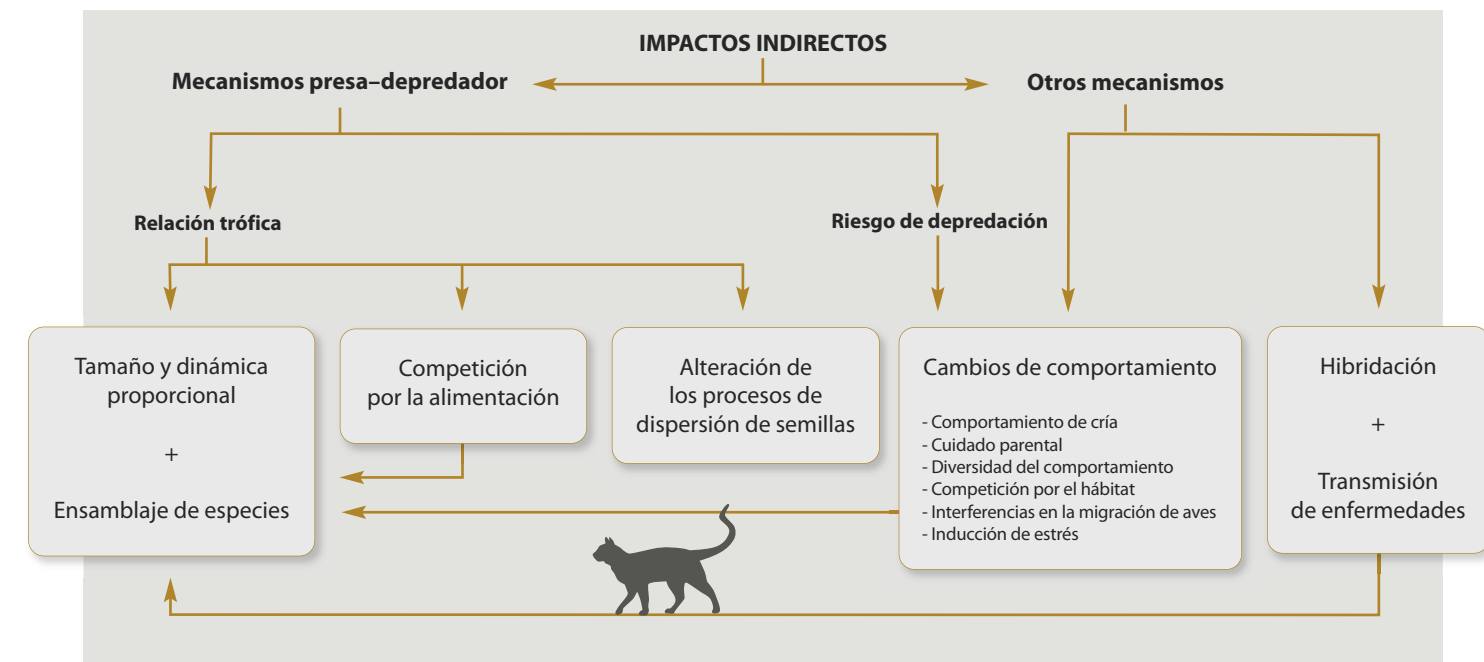 IMPACTOS INDIRECTOS
Mecanismos presa–depredador
Otros mecanismos
Relación trófica
Riesgo de depredación
Tamaño y dinámica
proporcional
+
Ensamblaje de especies
Competición
por la alimentación
Alteración de
los procesos de
dispersión de semillas
Cambios de comportamiento
- Comportamiento de cría
- Cuidado parental
- Diversidad del comportamiento
- Competición por el hábitat
- Interferencias en la migración de aves
- Inducción de estrés
Hibridación
+
Transmisión
de enfermedades